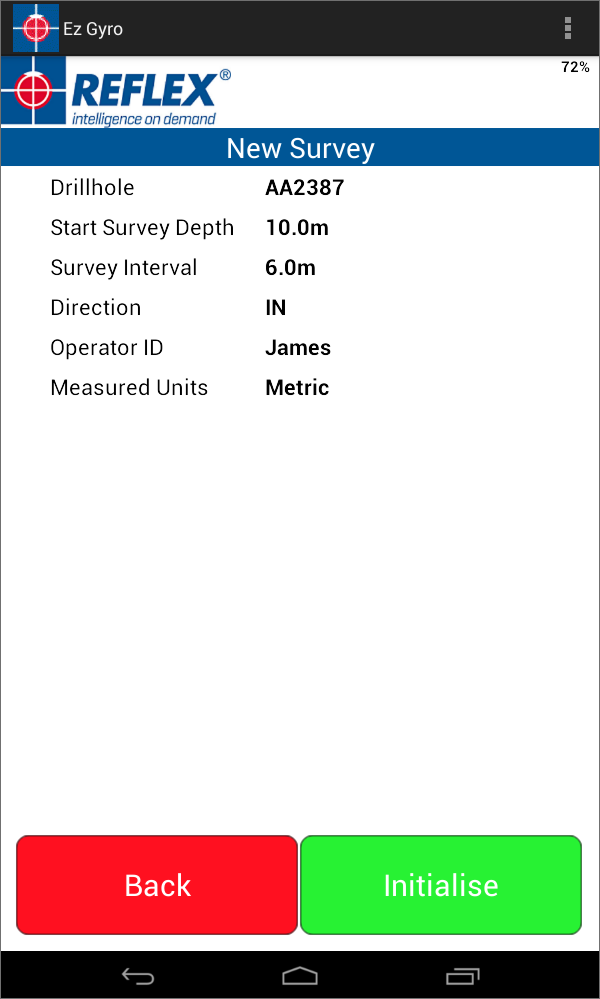 Ez Gyro
72%
REFLEX®
intelligence on demand
New Survey
Drillhole AA2387
Start Survey Depth 10.0m
Survey Interval 6.0m
Direction IN
Operator ID James
Measured Units Metric
Back Initialise